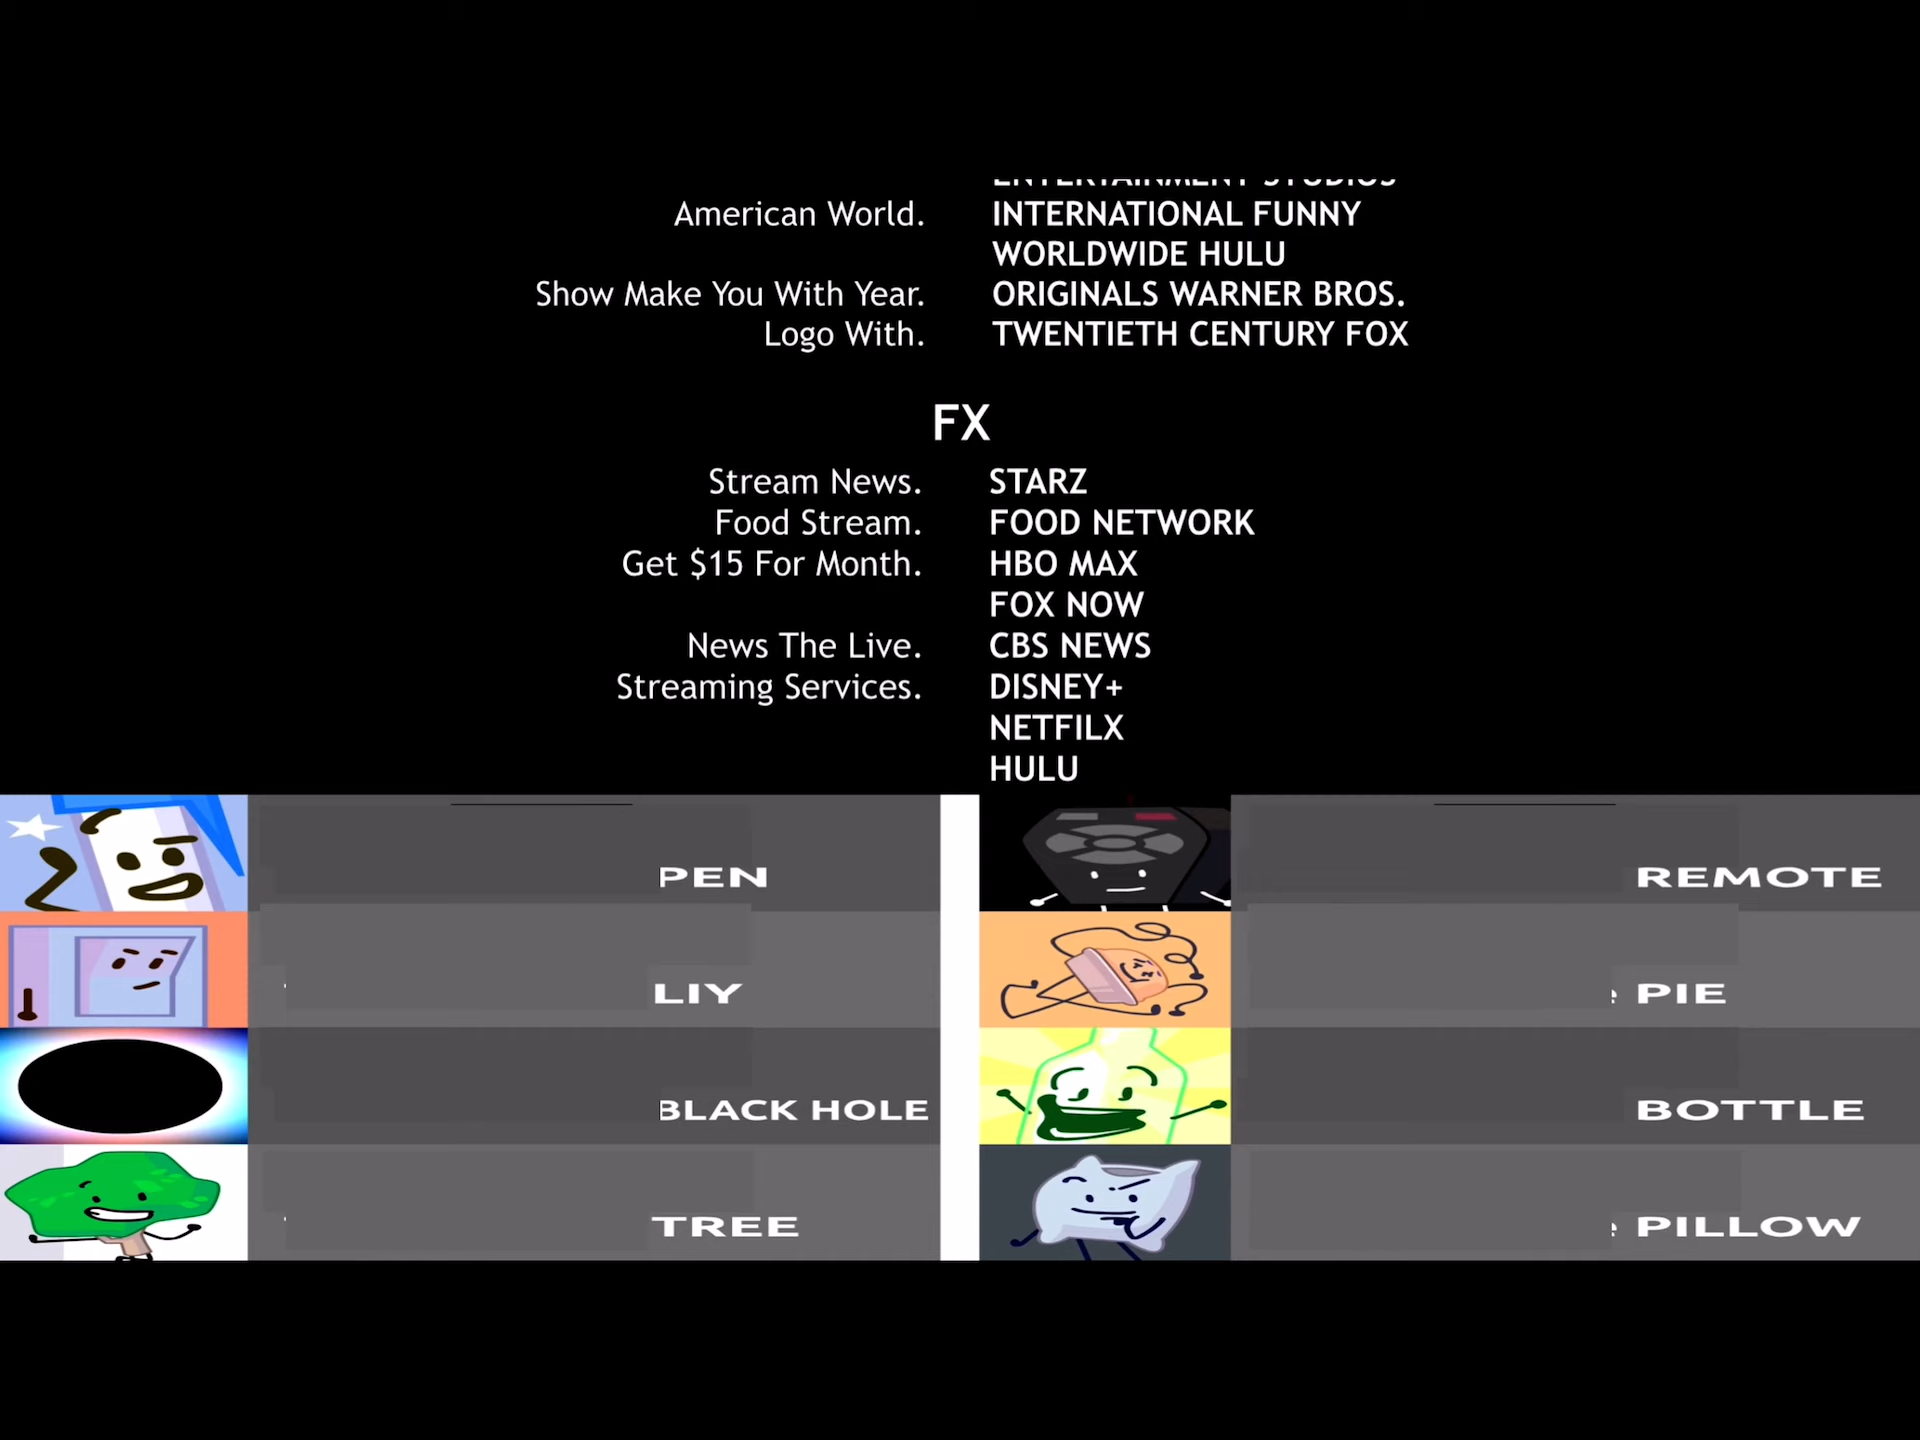 ENTERTAINMENT STUDIOS
American World. INTERNATIONAL FUNNY
WORLDWIDE HULU
Show Make You With Year. ORIGINALS WARNER BROS.
Logo With. TWENTIETH CENTURY FOX
FX
Stream News. STARZ
Food Stream. FOOD NETWORK
Get $15 For Month. HBO MAX
FOX NOW
News The Live. CBS NEWS
Streaming Services. DISNEY+
NETFILX
HULU
PEN
REMOTE
LIY
PIE
BLACK HOLE
BOTTLE
TREE
PILLOW